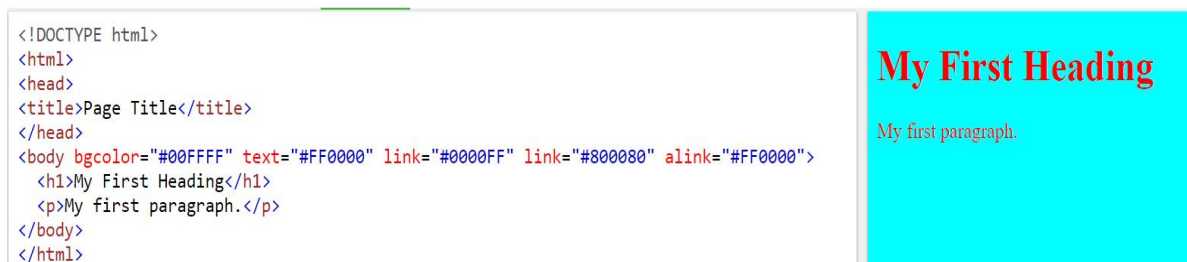 <!DOCTYPE html>
<html>
<head>
<title>Page Title</title>
</head>
<body bgcolor="#00FFFF" text="#FF0000" link="#0000FF" link="#800080" alink="#FF0000">
<h1>My First Heading</h1>
<p>My first paragraph.</p>
</body>
</html>
My First Heading
My first paragraph.